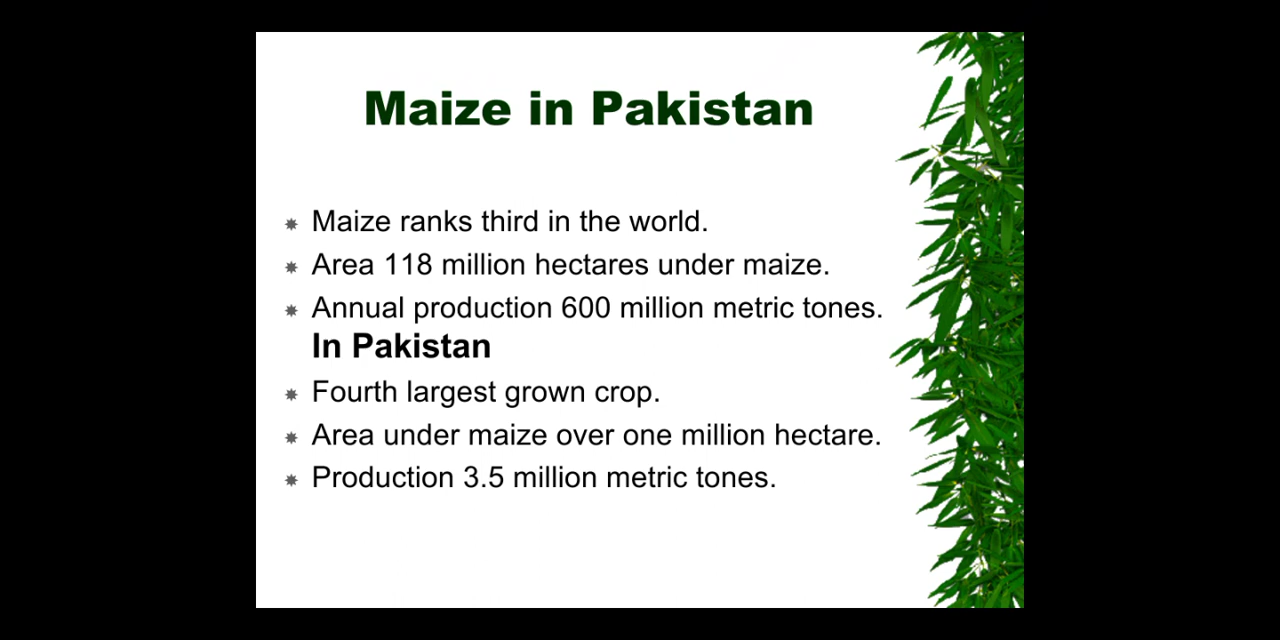 Maize in Pakistan
Maize ranks third in the world.
Area 118 million hectares under maize.
Annual production 600 million metric tones.
In Pakistan
Fourth largest grown crop.
Area under maize over one million hectare.
Production 3.5 million metric tones.